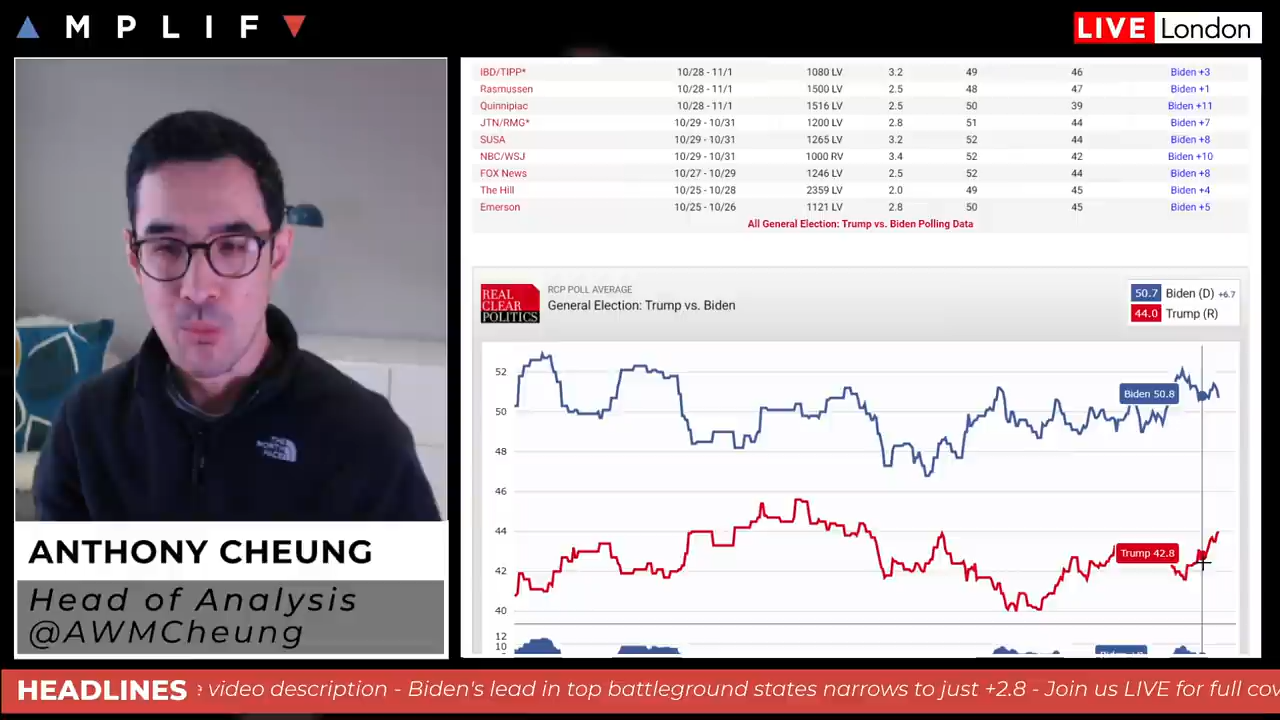 AMPLIFY
LIVE London
IBD/TIPP* 10/28 - 11/1 1080 LV 3.2 49 46 Biden +3
Rasmussen 10/28 - 11/1 1500 LV 2.5 48 47 Biden +1
Quinnipiac 10/28 - 11/1 1516 LV 2.5 50 39 Biden +11
JTN/RMG* 10/29 - 10/31 1200 LV 2.8 51 44 Biden +7
SUSA 10/29 - 10/31 1265 LV 3.2 52 44 Biden +8
NBC/WSJ 10/29 - 10/31 1000 RV 3.4 52 42 Biden +10
FOX News 10/27 - 10/29 1246 LV 2.5 52 44 Biden +8
The Hill 10/25 - 10/28 2359 LV 2.0 49 45 Biden +4
Emerson 10/25 - 10/26 1121 LV 2.8 50 45 Biden +5
All General Election: Trump vs. Biden Polling Data
REAL CLEAR POLITICS
RCP POLL AVERAGE
General Election: Trump vs. Biden
50.7 Biden (D) +6.7
44.0 Trump (R)
52
50
48
46
44
42
40
12
10
Biden 50.8
Trump 42.8
THE NORTH FACE
ANTHONY CHEUNG
Head of Analysis
@AWMCheung
HEADLINES
video description - Biden's lead in top battleground states narrows to just +2.8 - Join us LIVE for full cov